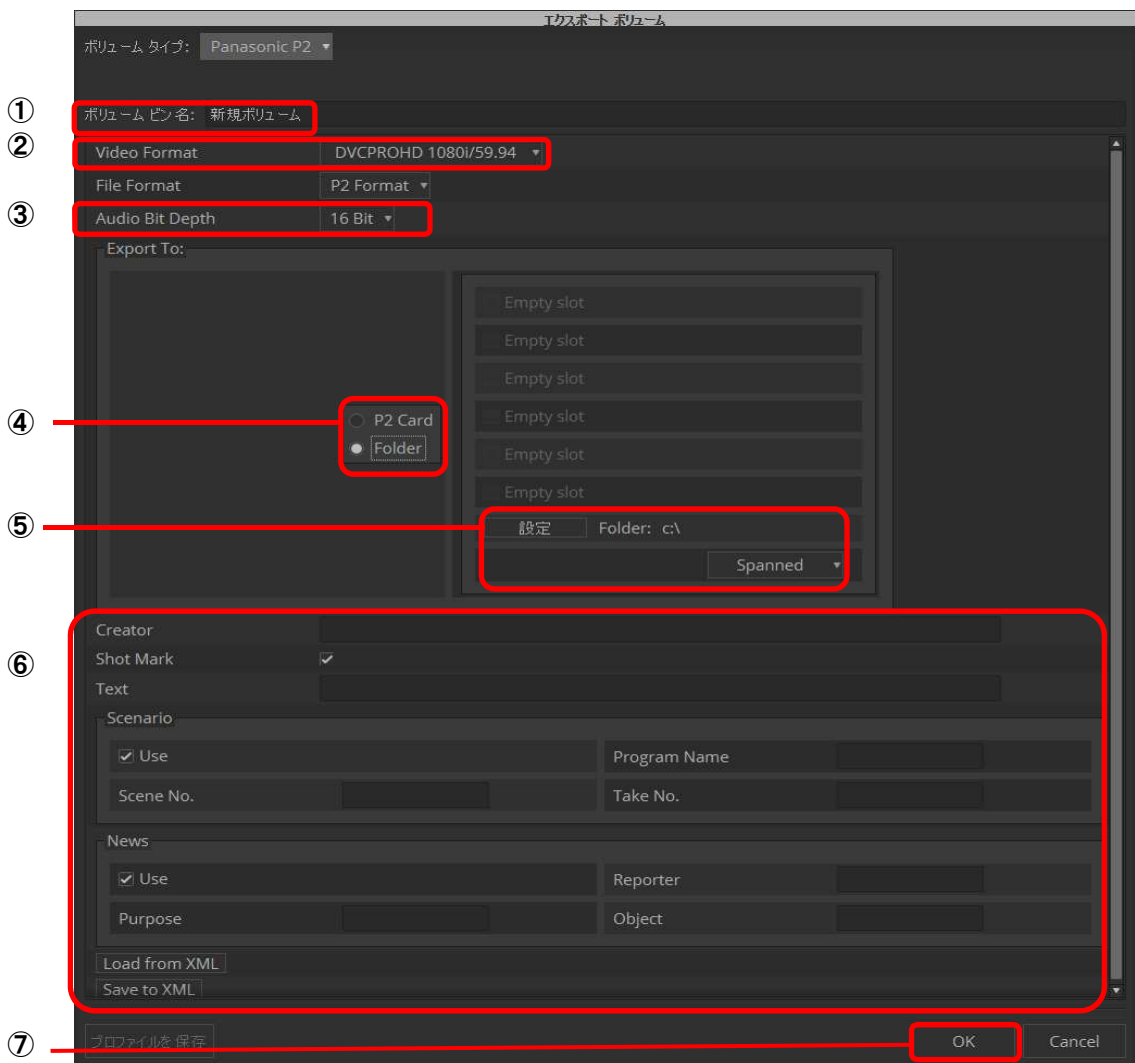 エクスポート ボリューム
ボリューム タイプ: Panasonic P2
① ボリューム ビン名: 新規ボリューム
② Video Format DVCPROHD 1080i/59.94
File Format P2 Format
③ Audio Bit Depth 16 Bit
Export To:
Empty slot
Empty slot
Empty slot
④ P2 Card Empty slot
Folder Empty slot
Empty slot
⑤ 設定 Folder: c:\
Spanned
Creator
⑥ Shot Mark
Text
Scenario
Use Program Name
Scene No. Take No.
News
Use Reporter
Purpose Object
Load from XML
Save to XML
⑦ プロファイルを保存 OK Cancel